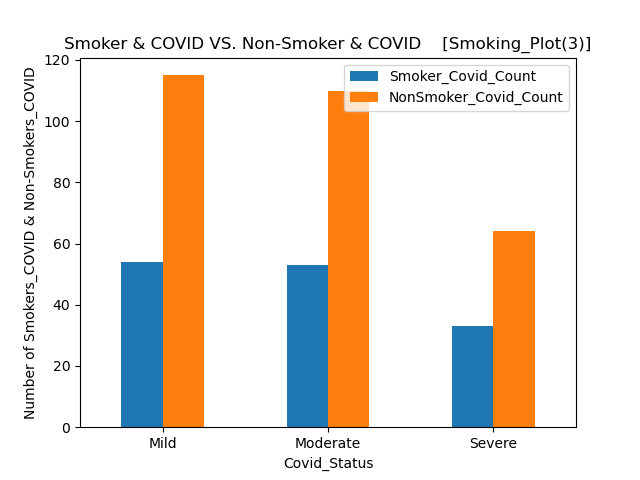 Smoker & COVID VS. Non-Smoker & COVID    [Smoking_Plot(3)]
Smoker_Covid_Count
NonSmoker_Covid_Count
Number of Smokers_COVID & Non-Smokers_COVID
120
100
80
60
40
20
0
Mild
Moderate
Severe
Covid_Status